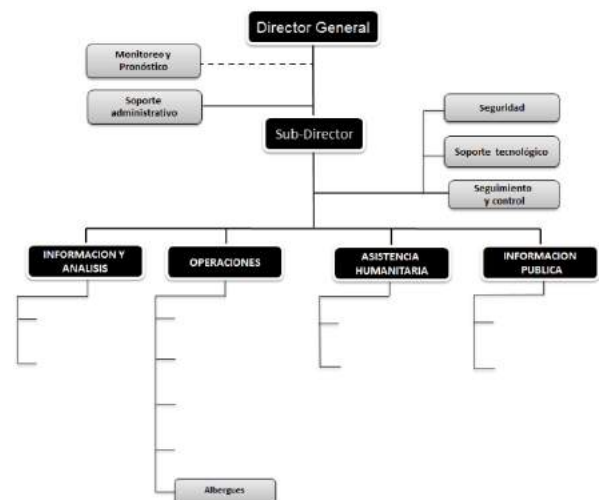 Director General
Monitoreo y
Pronóstico
Soporte
administrativo
Sub-Director
Seguridad
Soporte tecnológico
Seguimiento
y control
INFORMACION Y
ANALISIS
OPERACIONES
ASISTENCIA
HUMANITARIA
INFORMACION
PUBLICA
Albergues